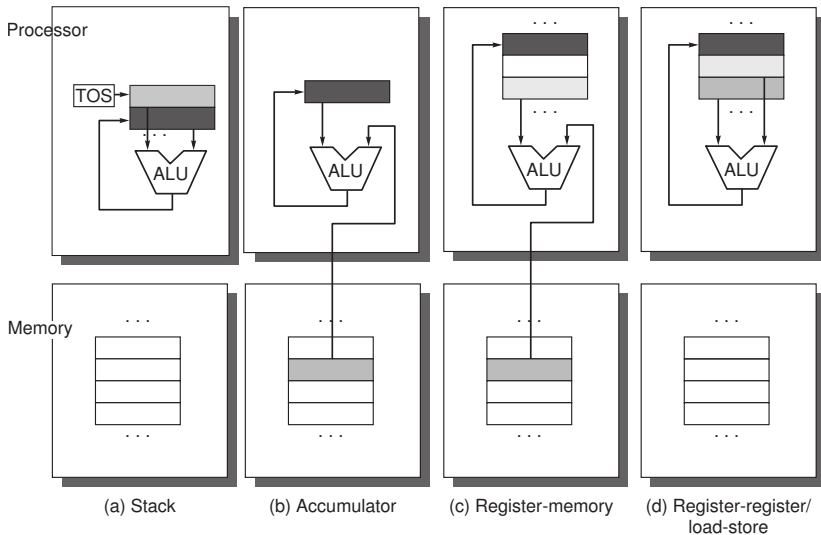 Processor
TOS
ALU
ALU
ALU
ALU
. . .
. . .
. . .
. . .
. . .
Memory
. . .
. . .
. . .
. . .
. . .
. . .
. . .
. . .
(a) Stack
(b) Accumulator
(c) Register-memory
(d) Register-register/
load-store